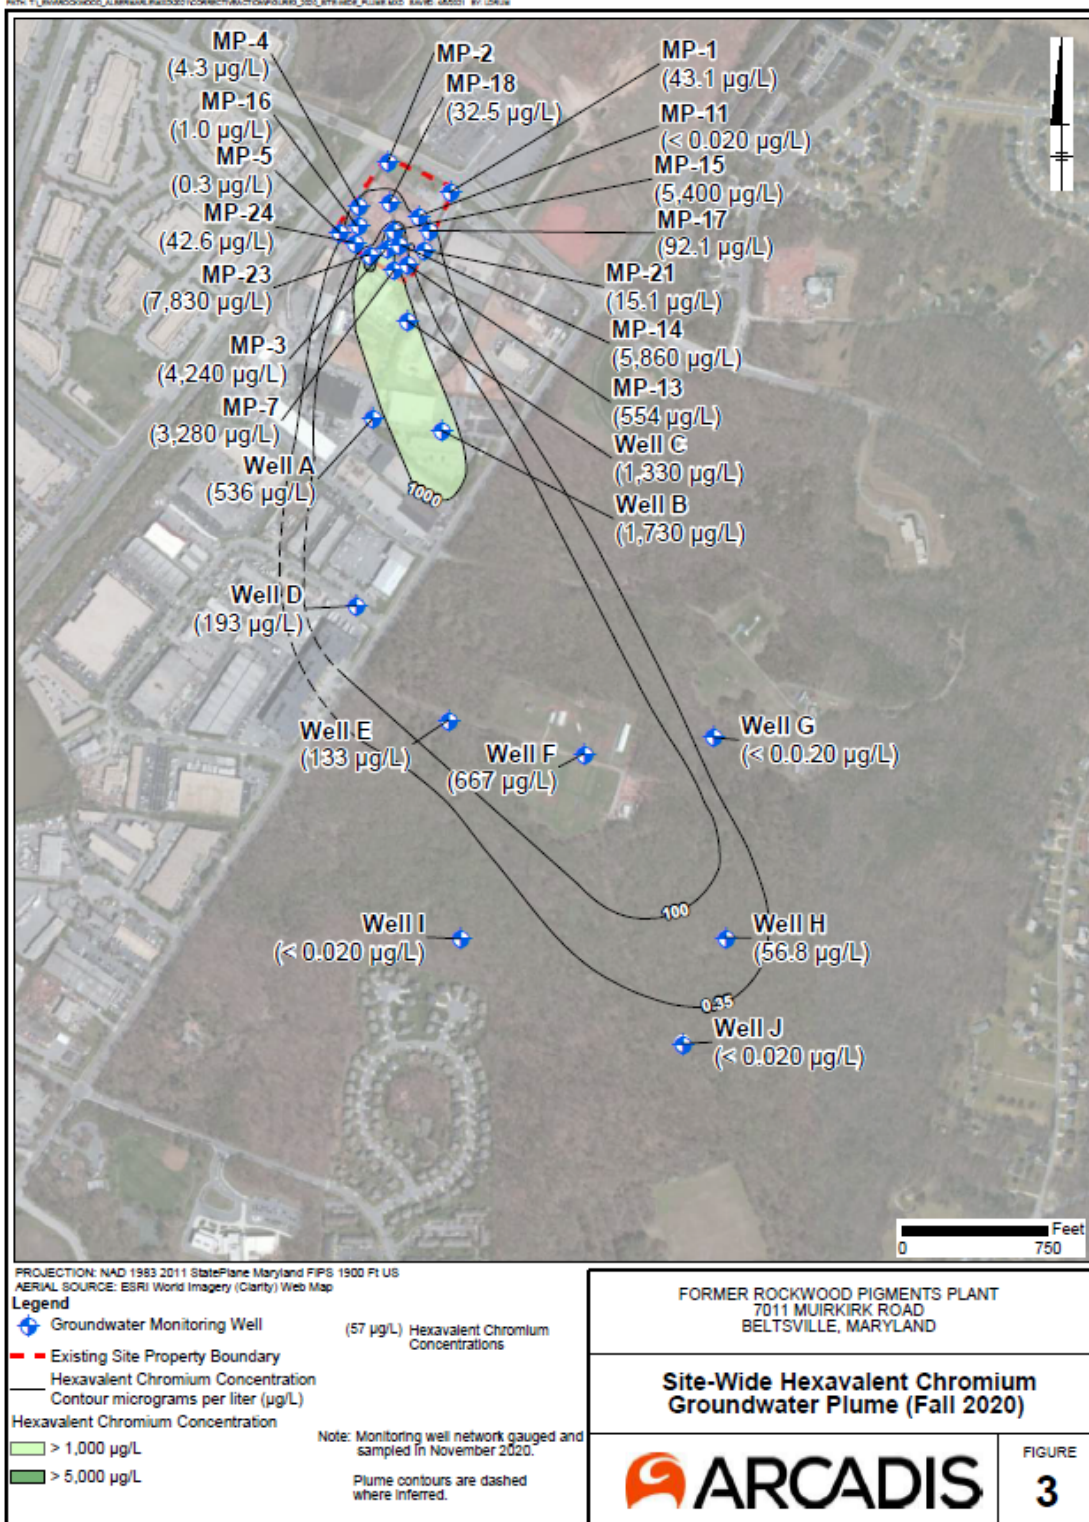 MP-4
(4.3 µg/L)
MP-2
MP-18
(32.5 µg/L)
MP-1
(43.1 µg/L)
MP-16
(1.0 µg/L)
MP-11
(< 0.020 µg/L)
MP-5
(0.3 µg/L)
MP-15
(5,400 µg/L)
MP-24
(42.6 µg/L)
MP-17
(92.1 µg/L)
MP-23
(7,830 µg/L)
MP-21
(15.1 µg/L)
MP-3
(4,240 µg/L)
MP-14
(5,860 µg/L)
MP-7
(3,280 µg/L)
MP-13
(554 µg/L)
Well A
(536 µg/L)
Well C
(1,330 µg/L)
Well B
(1,730 µg/L)
1000
Well D
(193 µg/L)
Well E
(133 µg/L)
Well F
(667 µg/L)
Well G
(< 0.0.20 µg/L)
100
Well I
(< 0.020 µg/L)
Well H
(56.8 µg/L)
0.35
Well J
(< 0.020 µg/L)
Feet
0 750
PROJECTION: NAD 1983 2011 StatePlane Maryland FIPS 1900 Ft US
AERIAL SOURCE: ESRI World Imagery (Clarity) Web Map
Legend
Groundwater Monitoring Well
(57 µg/L) Hexavalent Chromium
Concentrations
Existing Site Property Boundary
Hexavalent Chromium Concentration
Contour micrograms per liter (µg/L)
Hexavalent Chromium Concentration
> 1,000 µg/L
> 5,000 µg/L
Note: Monitoring well network gauged and
sampled in November 2020.
Plume contours are dashed
where inferred.
FORMER ROCKWOOD PIGMENTS PLANT
7011 MUIRKIRK ROAD
BELTSVILLE, MARYLAND
Site-Wide Hexavalent Chromium
Groundwater Plume (Fall 2020)
ARCADIS
FIGURE
3